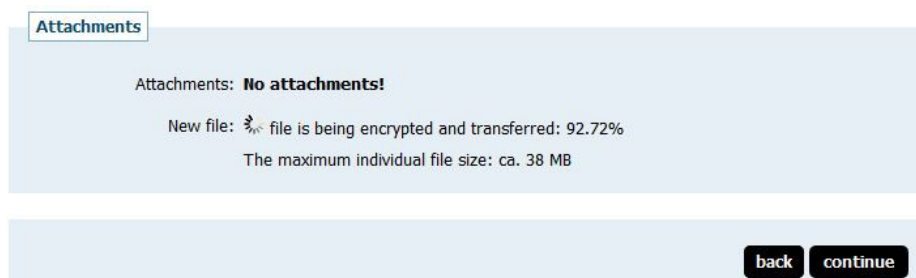 Attachments
Attachments: No attachments!
New file: file is being encrypted and transferred: 92.72%
The maximum individual file size: ca. 38 MB
back continue